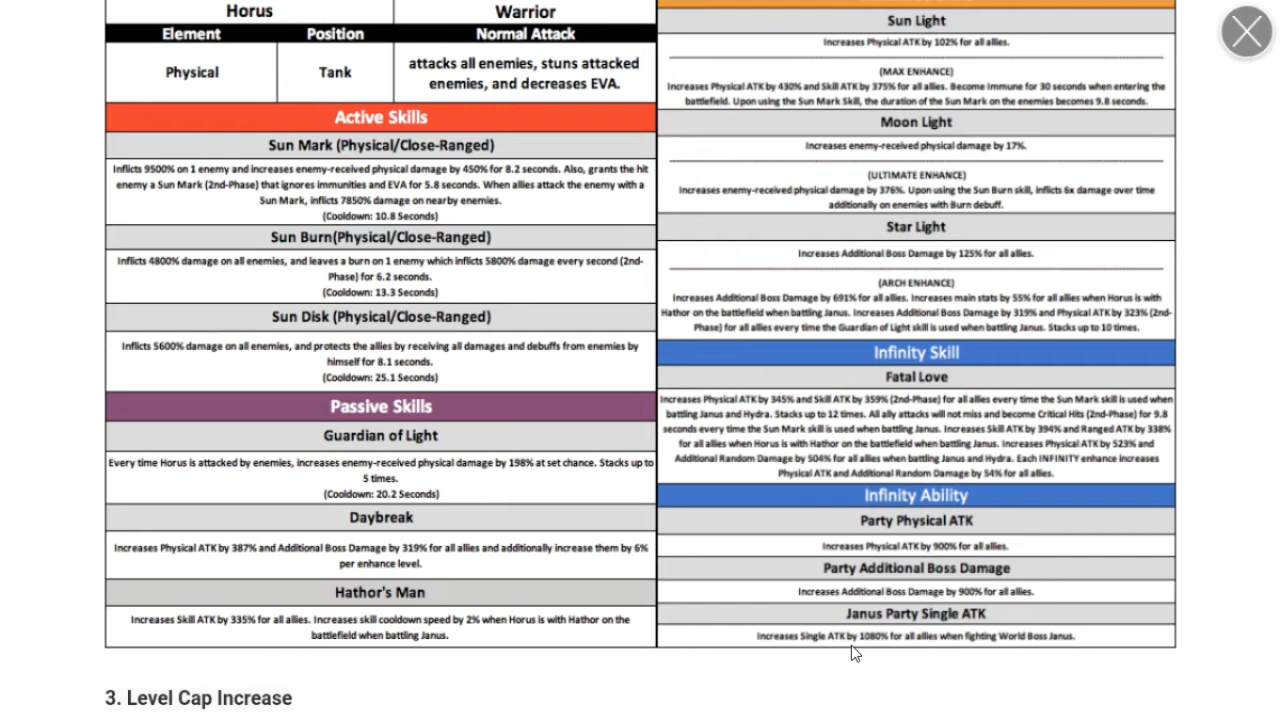 Horus
Warrior
Element
Position
Normal Attack
Physical
Tank
attacks all enemies, stuns attacked
enemies, and decreases EVA.
Active Skills
Sun Mark (Physical/Close-Ranged)
Inflicts 9500% on 1 enemy and increases enemy-received physical damage by 450% for 8.2 seconds. Also, grants the hit
enemy a Sun Mark (2nd-Phase) that ignores immunities and EVA for 5.8 seconds. When allies attack the enemy with a
Sun Mark, inflicts 7850% damage on nearby enemies.
(Cooldown: 10.8 Seconds)
Sun Burn(Physical/Close-Ranged)
Inflicts 4800% damage on all enemies, and leaves a burn on 1 enemy which inflicts 5800% damage every second (2nd-
Phase) for 6.2 seconds.
(Cooldown: 13.3 Seconds)
Sun Disk (Physical/Close-Ranged)
Inflicts 5600% damage on all enemies, and protects the allies by receiving all damages and debuffs from enemies by
himself for 8.1 seconds.
(Cooldown: 25.1 Seconds)
Passive Skills
Guardian of Light
Every time Horus is attacked by enemies, increases enemy-received physical damage by 198% at set chance. Stacks up to
5 times.
(Cooldown: 20.2 Seconds)
Daybreak
Increases Physical ATK by 387% and Additional Boss Damage by 319% for all allies and additionally increase them by 6%
per enhance level.
Hathor's Man
Increases Skill ATK by 335% for all allies. Increases skill cooldown speed by 2% when Horus is with Hathor on the
battlefield when battling Janus.
Sun Light
Increases Physical ATK by 102% for all allies.
(MAX ENHANCE)
Increases Physical ATK by 430% and Skill ATK by 375% for all allies. Become Immune for 30 seconds when entering the
battlefield. Upon using the Sun Mark Skill, the duration of the Sun Mark on the enemies becomes 9.8 seconds.
Moon Light
Increases enemy-received physical damage by 17%.
(ULTIMATE ENHANCE)
Increases enemy-received physical damage by 376%. Upon using the Sun Burn skill, inflicts 6x damage over time
additionally on enemies with Burn debuff.
Star Light
Increases Additional Boss Damage by 125% for all allies.
(ARCH ENHANCE)
Increases Additional Boss Damage by 691% for all allies. Increases main stats by 55% for all allies when Horus is with
Hathor on the battlefield when battling Janus. Increases Additional Boss Damage by 319% and Physical ATK by 323% (2nd-
Phase) for all allies every time the Guardian of Light skill is used when battling Janus. Stacks up to 10 times.
Infinity Skill
Fatal Love
Increases Physical ATK by 345% and Skill ATK by 359% (2nd-Phase) for all allies every time the Sun Mark skill is used when
battling Janus and Hydra. Stacks up to 12 times. All ally attacks will not miss and become Critical Hits (2nd-Phase) for 9.8
seconds every time the Sun Mark skill is used when battling Janus. Increases Skill ATK by 394% and Ranged ATK by 338%
for all allies when Horus is with Hathor on the battlefield when battling Janus. Increases Physical ATK by 523% and
Additional Random Damage by 504% for all allies when battling Janus and Hydra. Each INFINITY enhance increases
Physical ATK and Additional Random Damage by 54% for all allies.
Infinity Ability
Party Physical ATK
Increases Physical ATK by 900% for all allies.
Party Additional Boss Damage
Increases Additional Boss Damage by 900% for all allies.
Janus Party Single ATK
Increases Single ATK by 1080% for all allies when fighting World Boss Janus.
3. Level Cap Increase